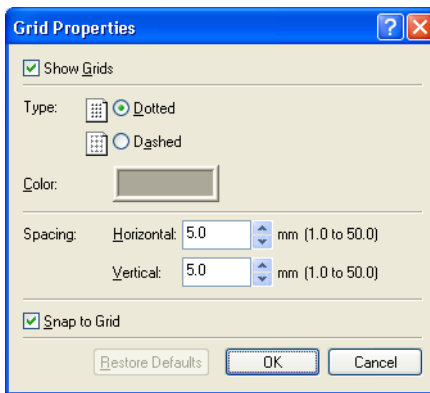 Grid Properties
Show Grids
Type: Dotted
Dashed
Color:
Spacing: Horizontal: 5.0 mm (1.0 to 50.0)
Vertical: 5.0 mm (1.0 to 50.0)
Snap to Grid
Restore Defaults OK Cancel